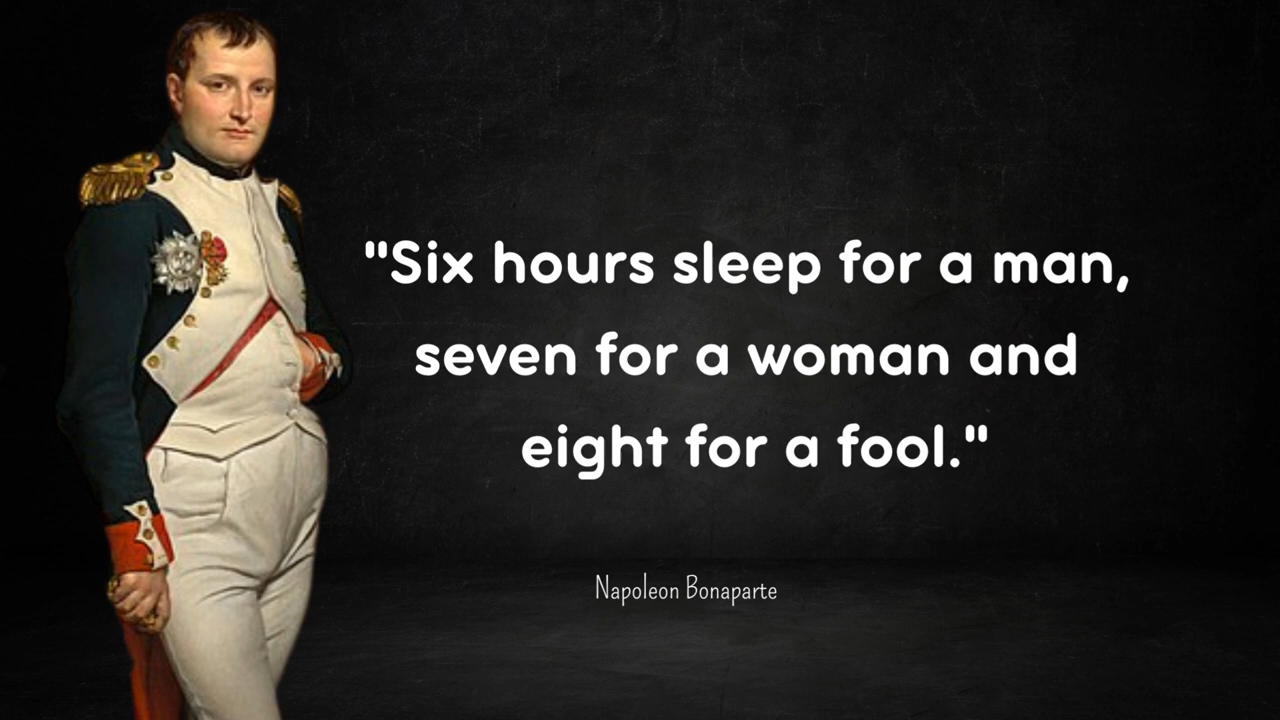 "Six hours sleep for a man,
seven for a woman and
eight for a fool."
Napoleon Bonaparte